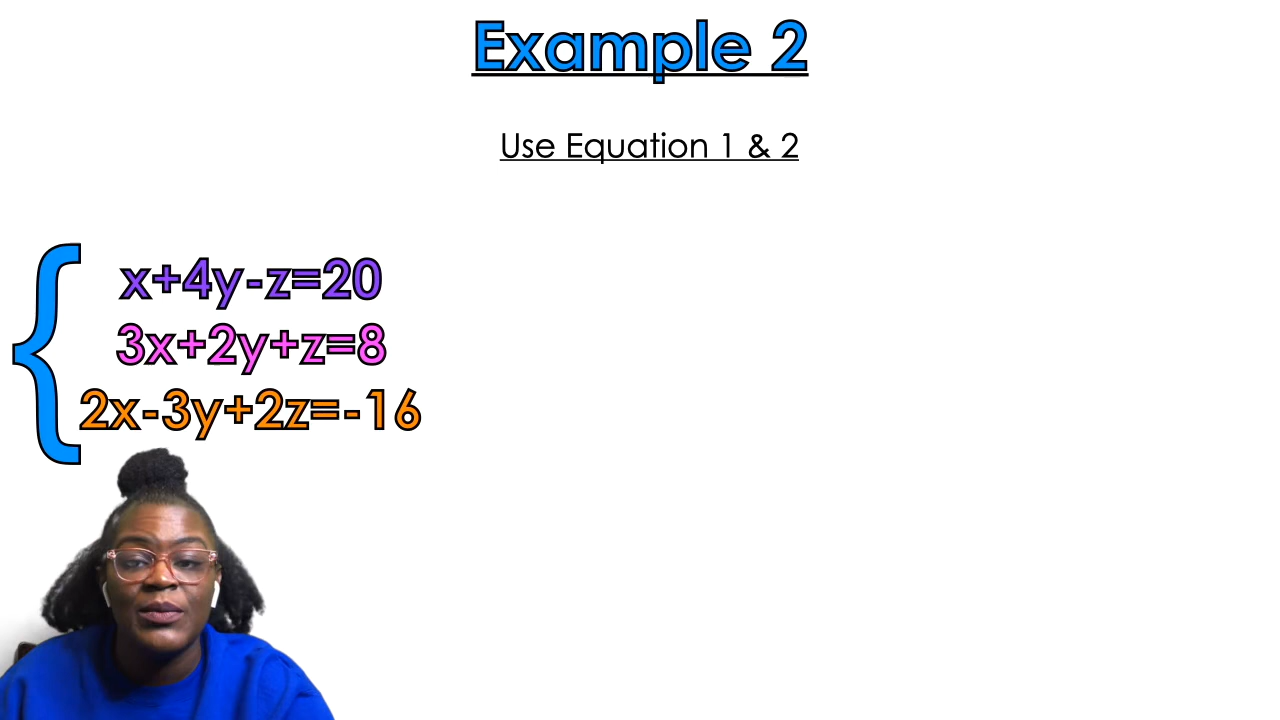 Example 2
Use Equation 1 & 2
x+4y-z=20
3x+2y+z=8
2x-3y+2z=-16